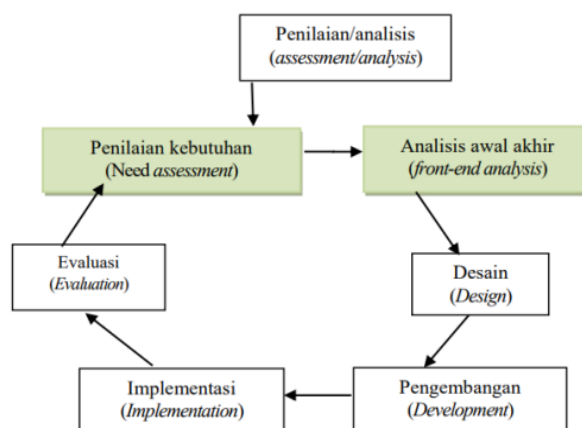 Penilaian/analisis
(assessment/analysis)
Penilaian kebutuhan
(Need assessment)
Analisis awal akhir
(front-end analysis)
Evaluasi
(Evaluation)
Desain
(Design)
Implementasi
(Implementation)
Pengembangan
(Development)